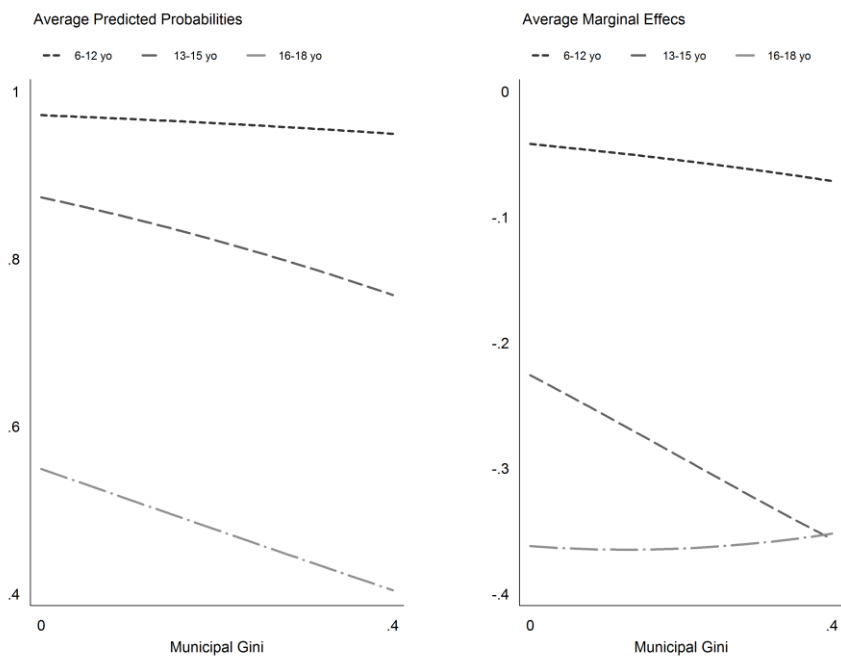 Average Predicted Probabilities
6-12 yo 13-15 yo 16-18 yo
1
.8
.6
.4
0 .4
Municipal Gini
Average Marginal Effecs
6-12 yo 13-15 yo 16-18 yo
0
-.1
-.2
-.3
-.4
0 .4
Municipal Gini